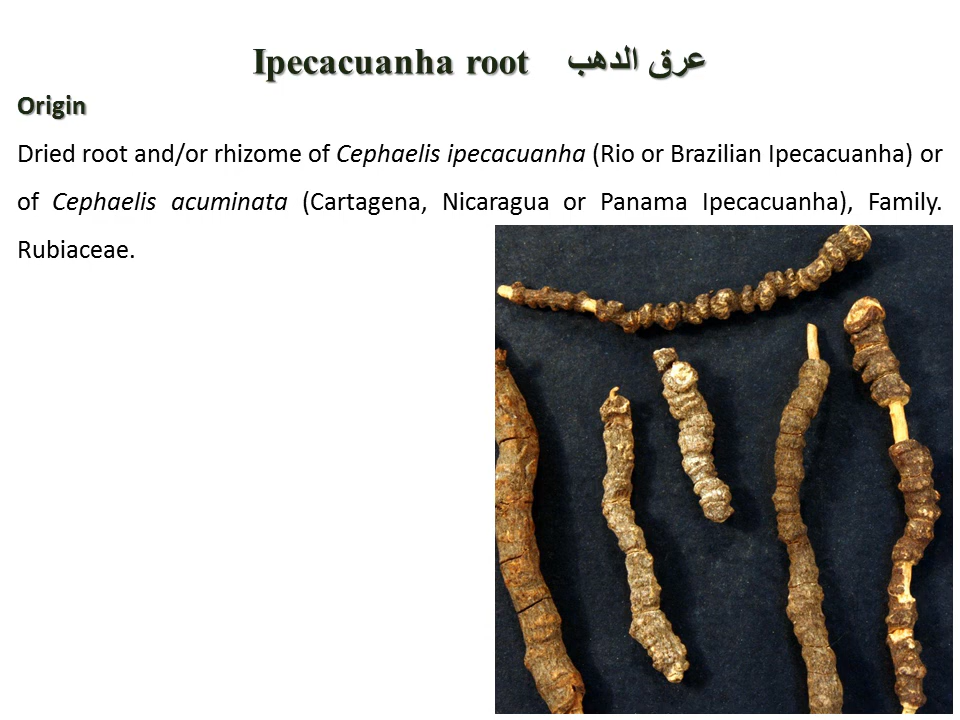 Ipecacuanha root عرق الدهب
Origin
Dried root and/or rhizome of Cephaelis ipecacuanha (Rio or Brazilian Ipecacuanha) or
of Cephaelis acuminata (Cartagena, Nicaragua or Panama Ipecacuanha), Family.
Rubiaceae.